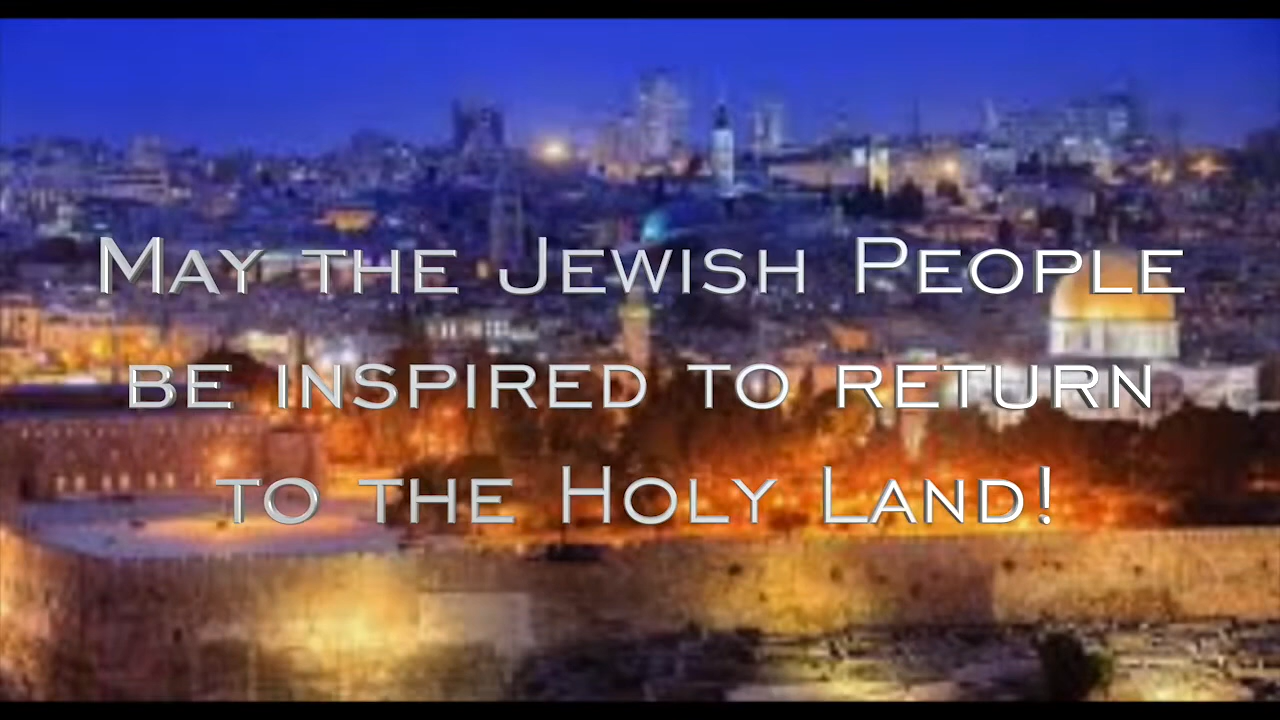 May the Jewish People
be inspired to return
to the Holy Land!